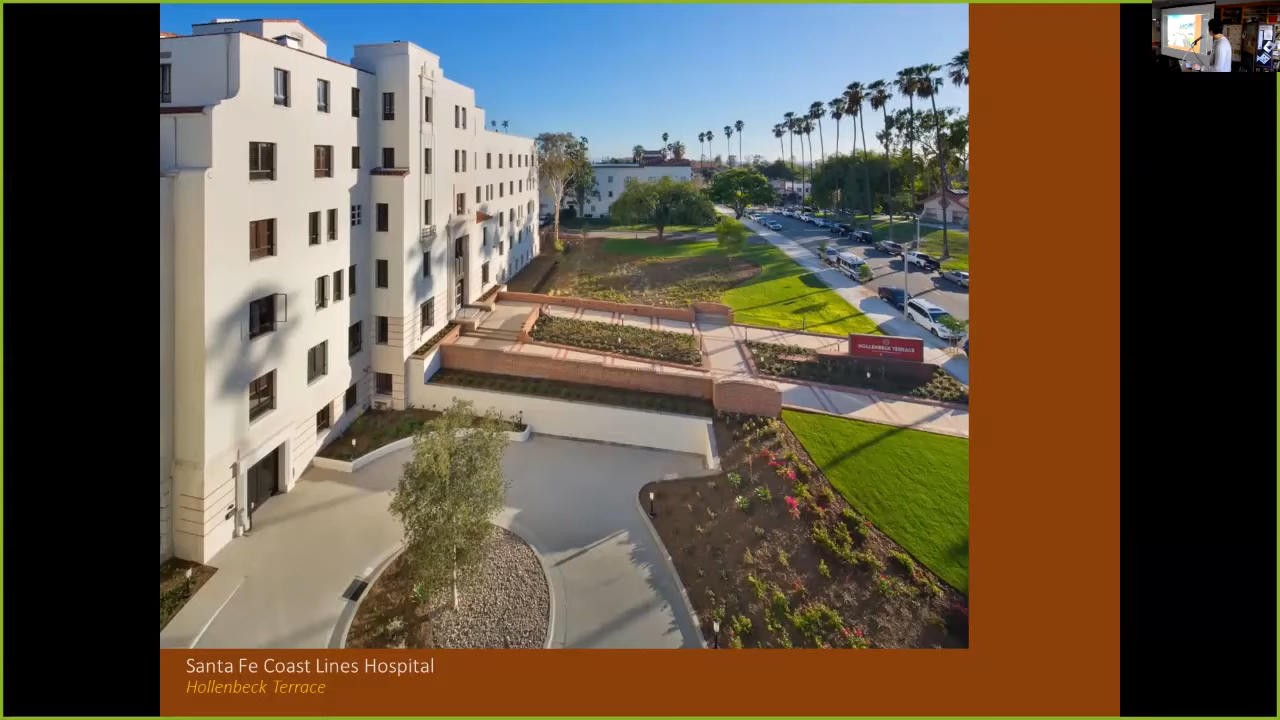 HOLLENBECK TERRACE
Santa Fe Coast Lines Hospital
Hollenbeck Terrace